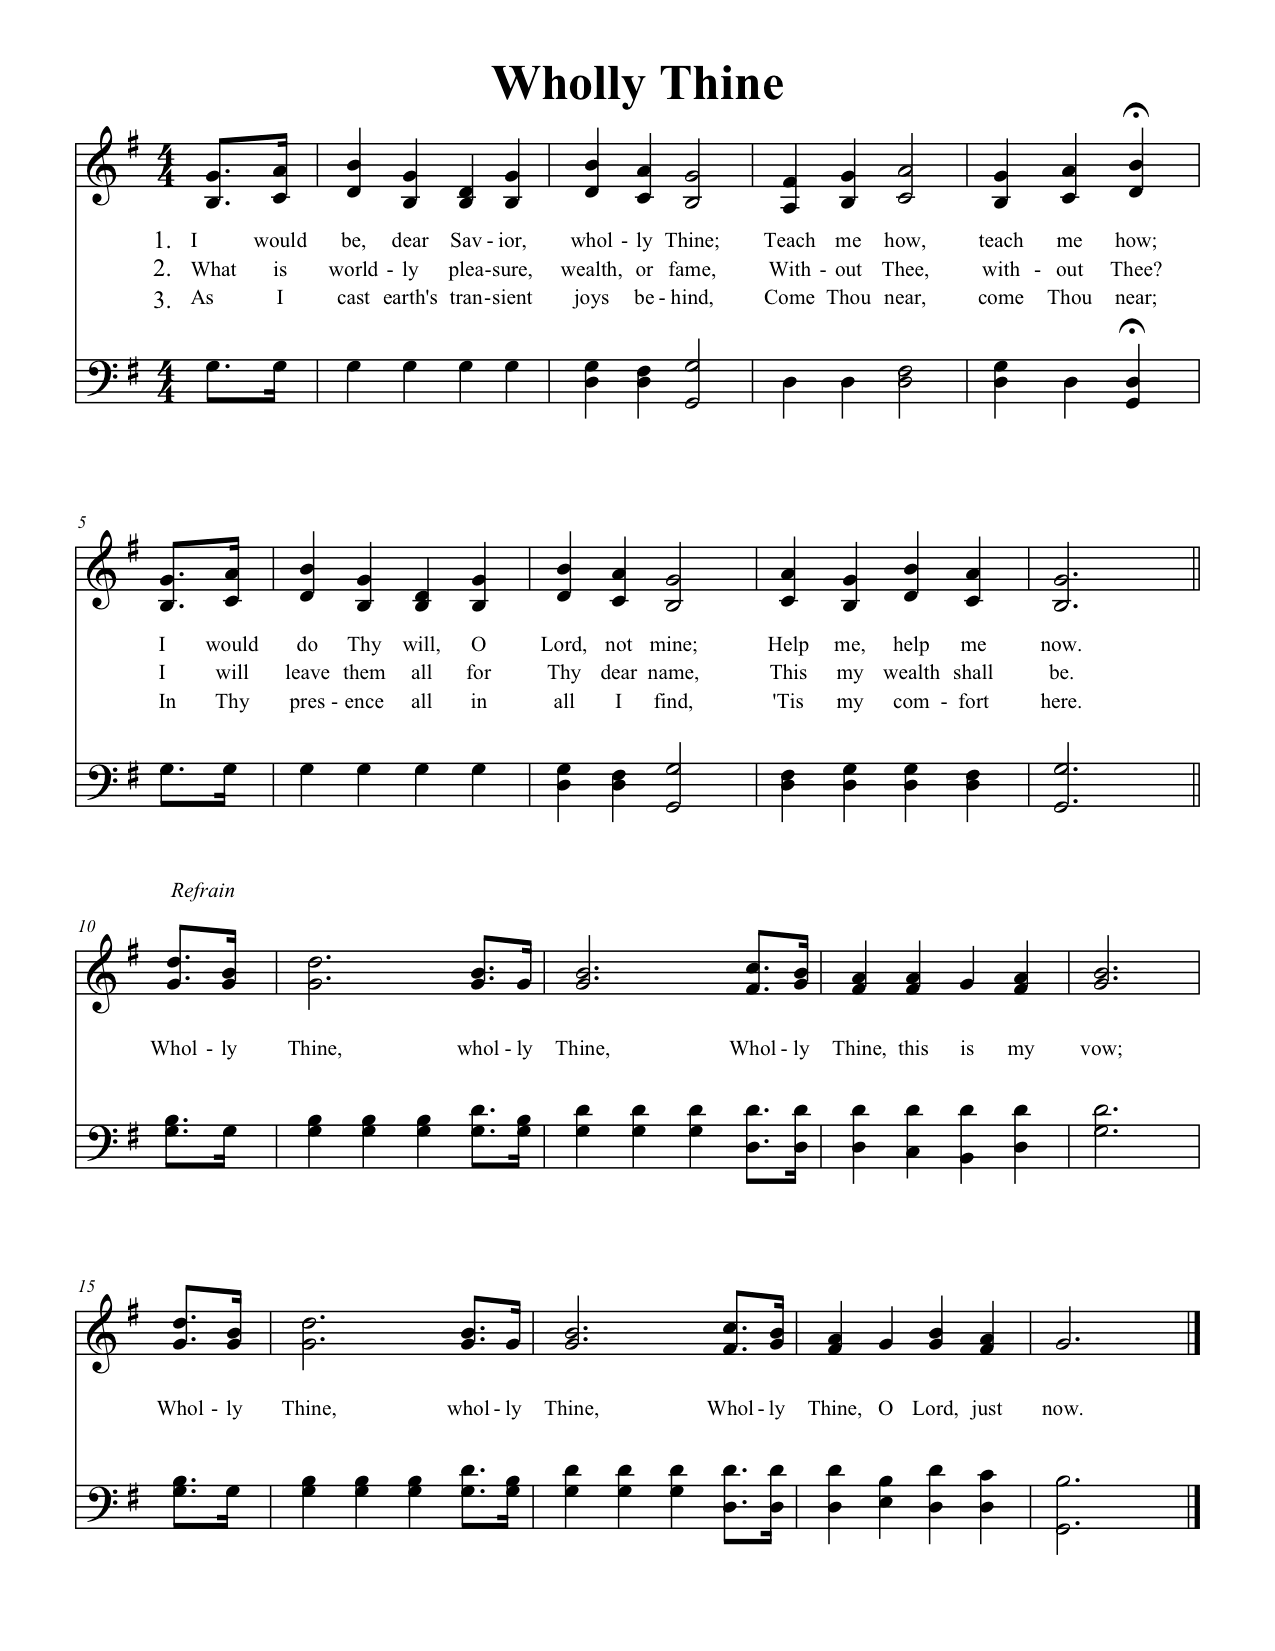 Wholly Thine
1. I would be, dear Sav - ior, whol - ly Thine; Teach me how, teach me how;
2. What is world - ly plea - sure, wealth, or fame, With - out Thee, with - out Thee?
3. As I cast earth's tran - sient joys be - hind, Come Thou near, come Thou near;
5
I would do Thy will, O Lord, not mine; Help me, help me now.
I will leave them all for Thy dear name, This my wealth shall be.
In Thy pres - ence all in all I find, 'Tis my com - fort here.
Refrain
10
Whol - ly Thine, whol - ly Thine, Whol - ly Thine, this is my vow;
15
Whol - ly Thine, whol - ly Thine, Whol - ly Thine, O Lord, just now.